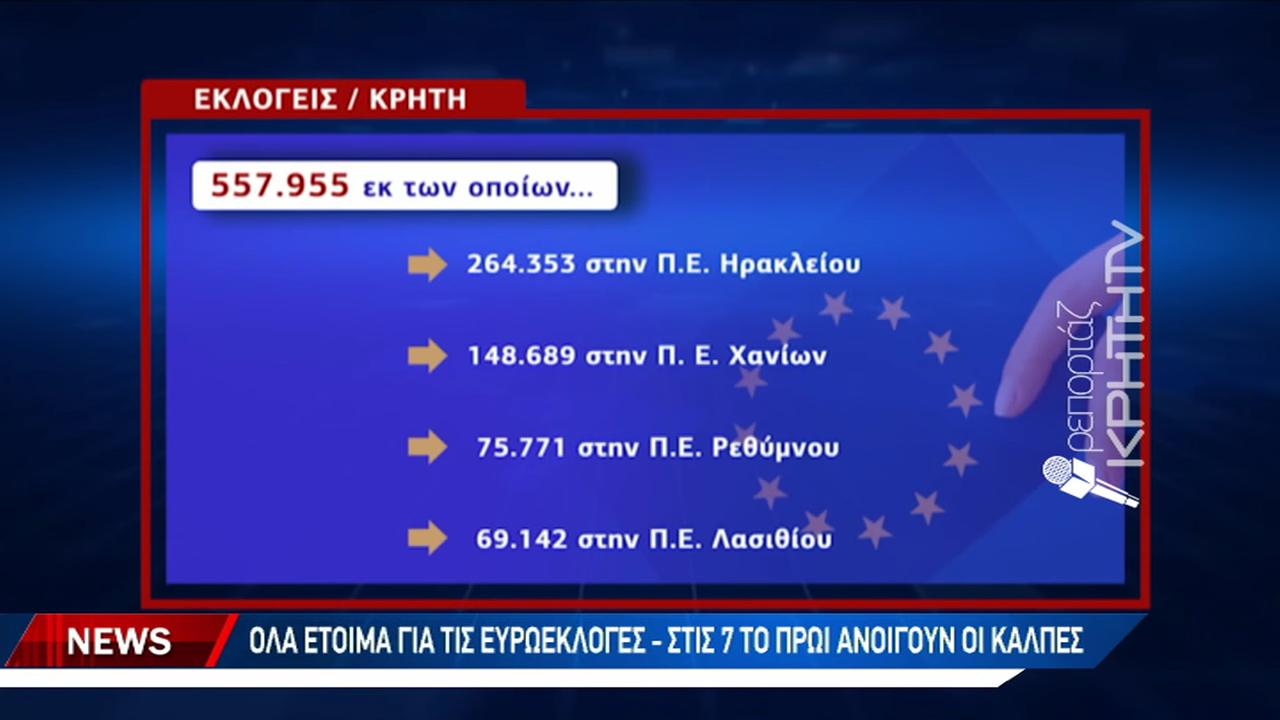 ΕΚΛΟΓΕΙΣ / ΚΡΗΤΗ
557.955 εκ των οποίων...
264.353 στην Π.Ε. Ηρακλείου
148.689 στην Π. Ε. Χανίων
75.771 στην Π.Ε. Ρεθύμνου
69.142 στην Π.Ε. Λασιθίου
ρεπορτάζ
ΚΡΗΤΗTV
NEWS
ΟΛΑ ΕΤΟΙΜΑ ΓΙΑ ΤΙΣ ΕΥΡΩΕΚΛΟΓΕΣ - ΣΤΙΣ 7 ΤΟ ΠΡΩΙ ΑΝΟΙΓΟΥΝ ΟΙ ΚΑΛΠΕΣ